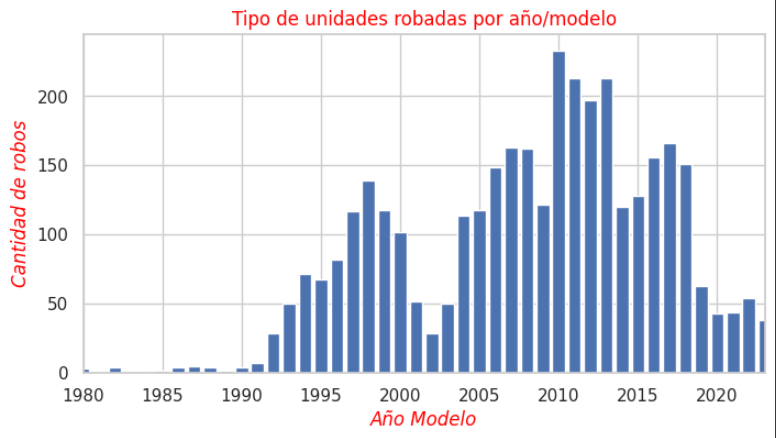 Tipo de unidades robadas por año/modelo
Cantidad de robos
200
150
100
50
0
1980 1985 1990 1995 2000 2005 2010 2015 2020
Año Modelo